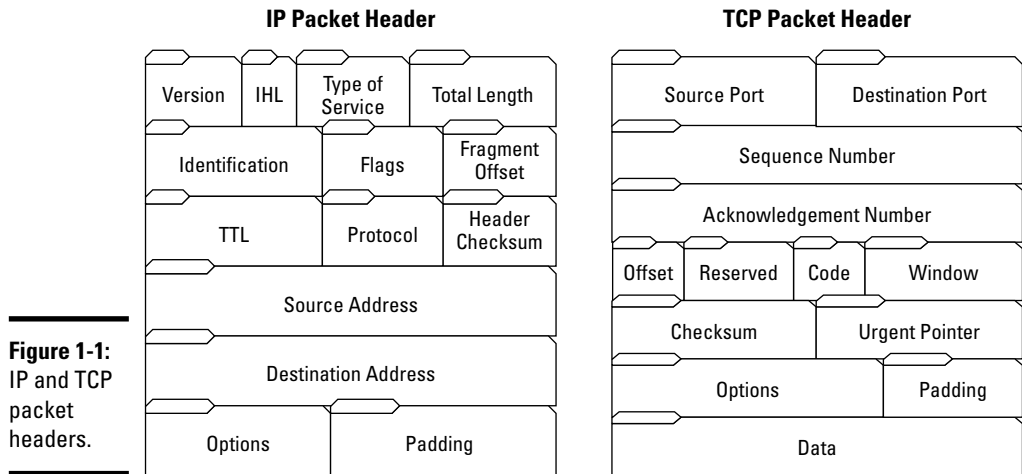 IP Packet Header
Version
IHL
Type of
Service
Total Length
Identification
Flags
Fragment
Offset
TTL
Protocol
Header
Checksum
Source Address
Destination Address
Options
Padding
TCP Packet Header
Source Port
Destination Port
Sequence Number
Acknowledgement Number
Offset
Reserved
Code
Window
Checksum
Urgent Pointer
Options
Padding
Data
Figure 1-1:
IP and TCP
packet
headers.